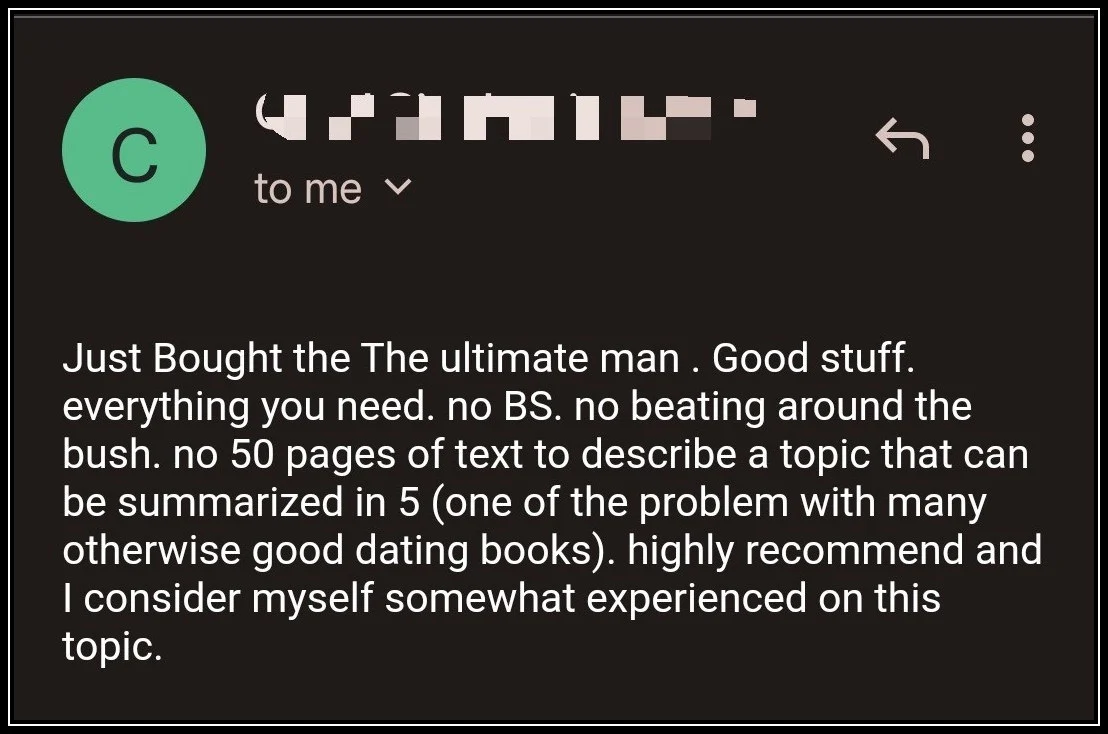 C
to me
Just Bought the The ultimate man . Good stuff.
everything you need. no BS. no beating around the
bush. no 50 pages of text to describe a topic that can
be summarized in 5 (one of the problem with many
otherwise good dating books). highly recommend and
I consider myself somewhat experienced on this
topic.